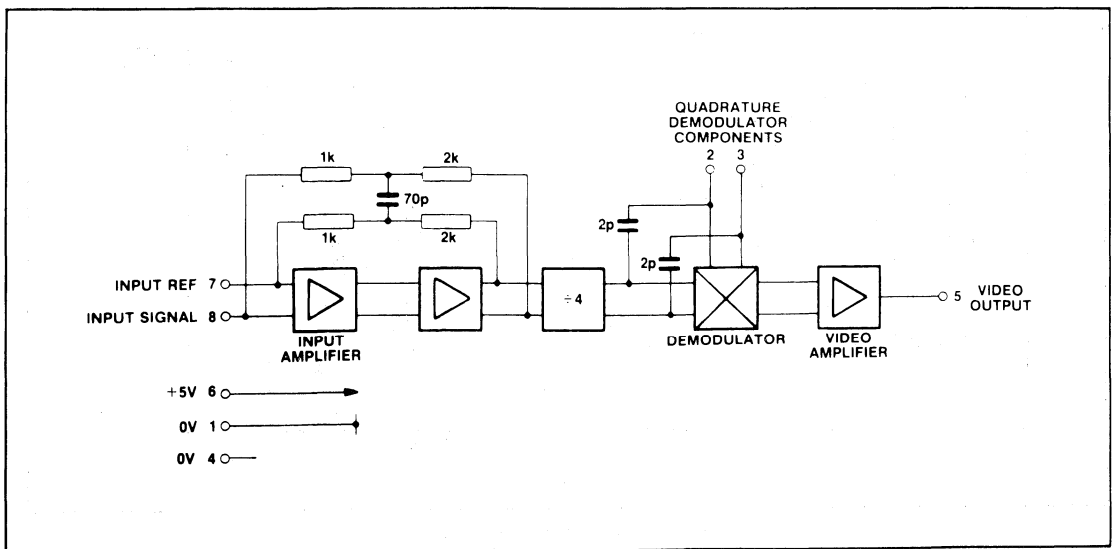 QUADRATURE
DEMODULATOR
COMPONENTS
2 3
1k 2k
70p
1k 2k
2p
2p
INPUT REF 7
÷4
INPUT SIGNAL 8
5 VIDEO
OUTPUT
INPUT
AMPLIFIER
DEMODULATOR
VIDEO
AMPLIFIER
+5V 6
0V 1
0V 4